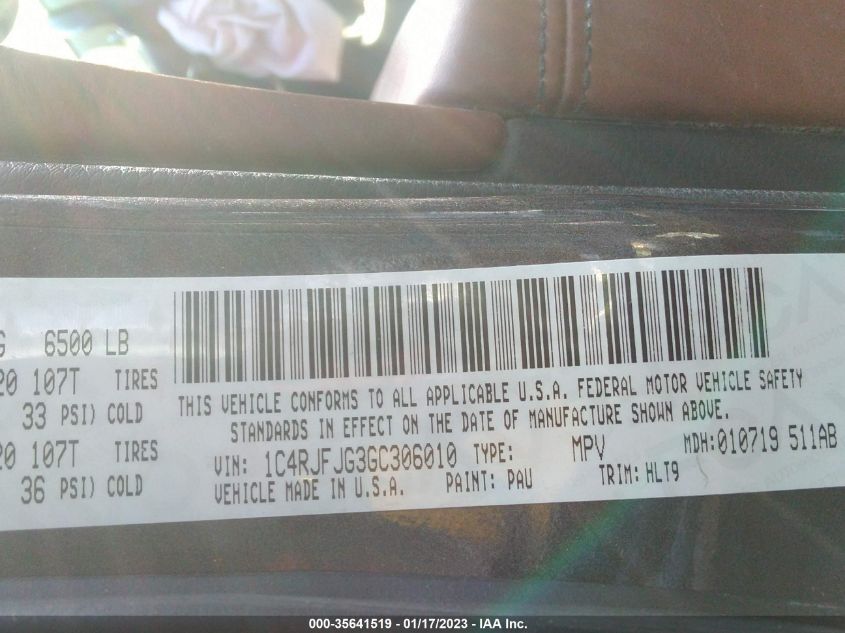 G 6500 LB
20 107T TIRES
33 PSI) COLD
20 107T TIRES
36 PSI) COLD
THIS VEHICLE CONFORMS TO ALL APPLICABLE U.S.A. FEDERAL MOTOR VEHICLE SAFETY
STANDARDS IN EFFECT ON THE DATE OF MANUFACTURE SHOWN ABOVE.
VIN: 1C4RJFJG3GC306010 TYPE: MPV MDH: 010719 511AB
VEHICLE MADE IN U.S.A. PAINT: PAU TRIM: HLT9
000-35641519 - 01/17/2023 - IAA Inc.